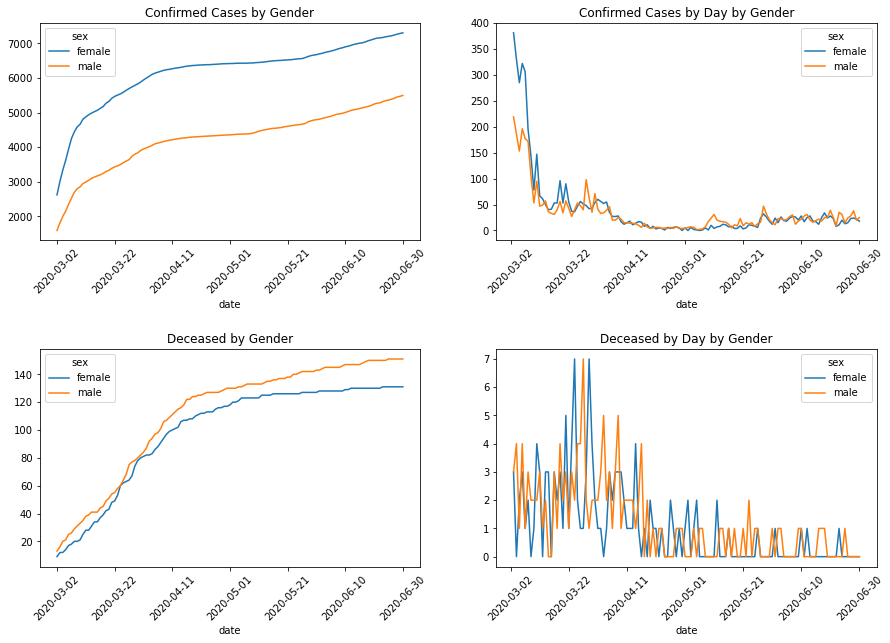 Confirmed Cases by Gender
7000
6000
5000
4000
3000
2000
sex
female
male
2020-03-02
2020-03-22
2020-04-11
2020-05-01
2020-05-21
2020-06-10
2020-06-30
date
Confirmed Cases by Day by Gender
400
350
300
250
200
150
100
50
0
sex
female
male
2020-03-02
2020-03-22
2020-04-11
2020-05-01
2020-05-21
2020-06-10
2020-06-30
date
Deceased by Gender
140
120
100
80
60
40
20
sex
female
male
2020-03-02
2020-03-22
2020-04-11
2020-05-01
2020-05-21
2020-06-10
2020-06-30
date
Deceased by Day by Gender
7
6
5
4
3
2
1
0
sex
female
male
2020-03-02
2020-03-22
2020-04-11
2020-05-01
2020-05-21
2020-06-10
2020-06-30
date